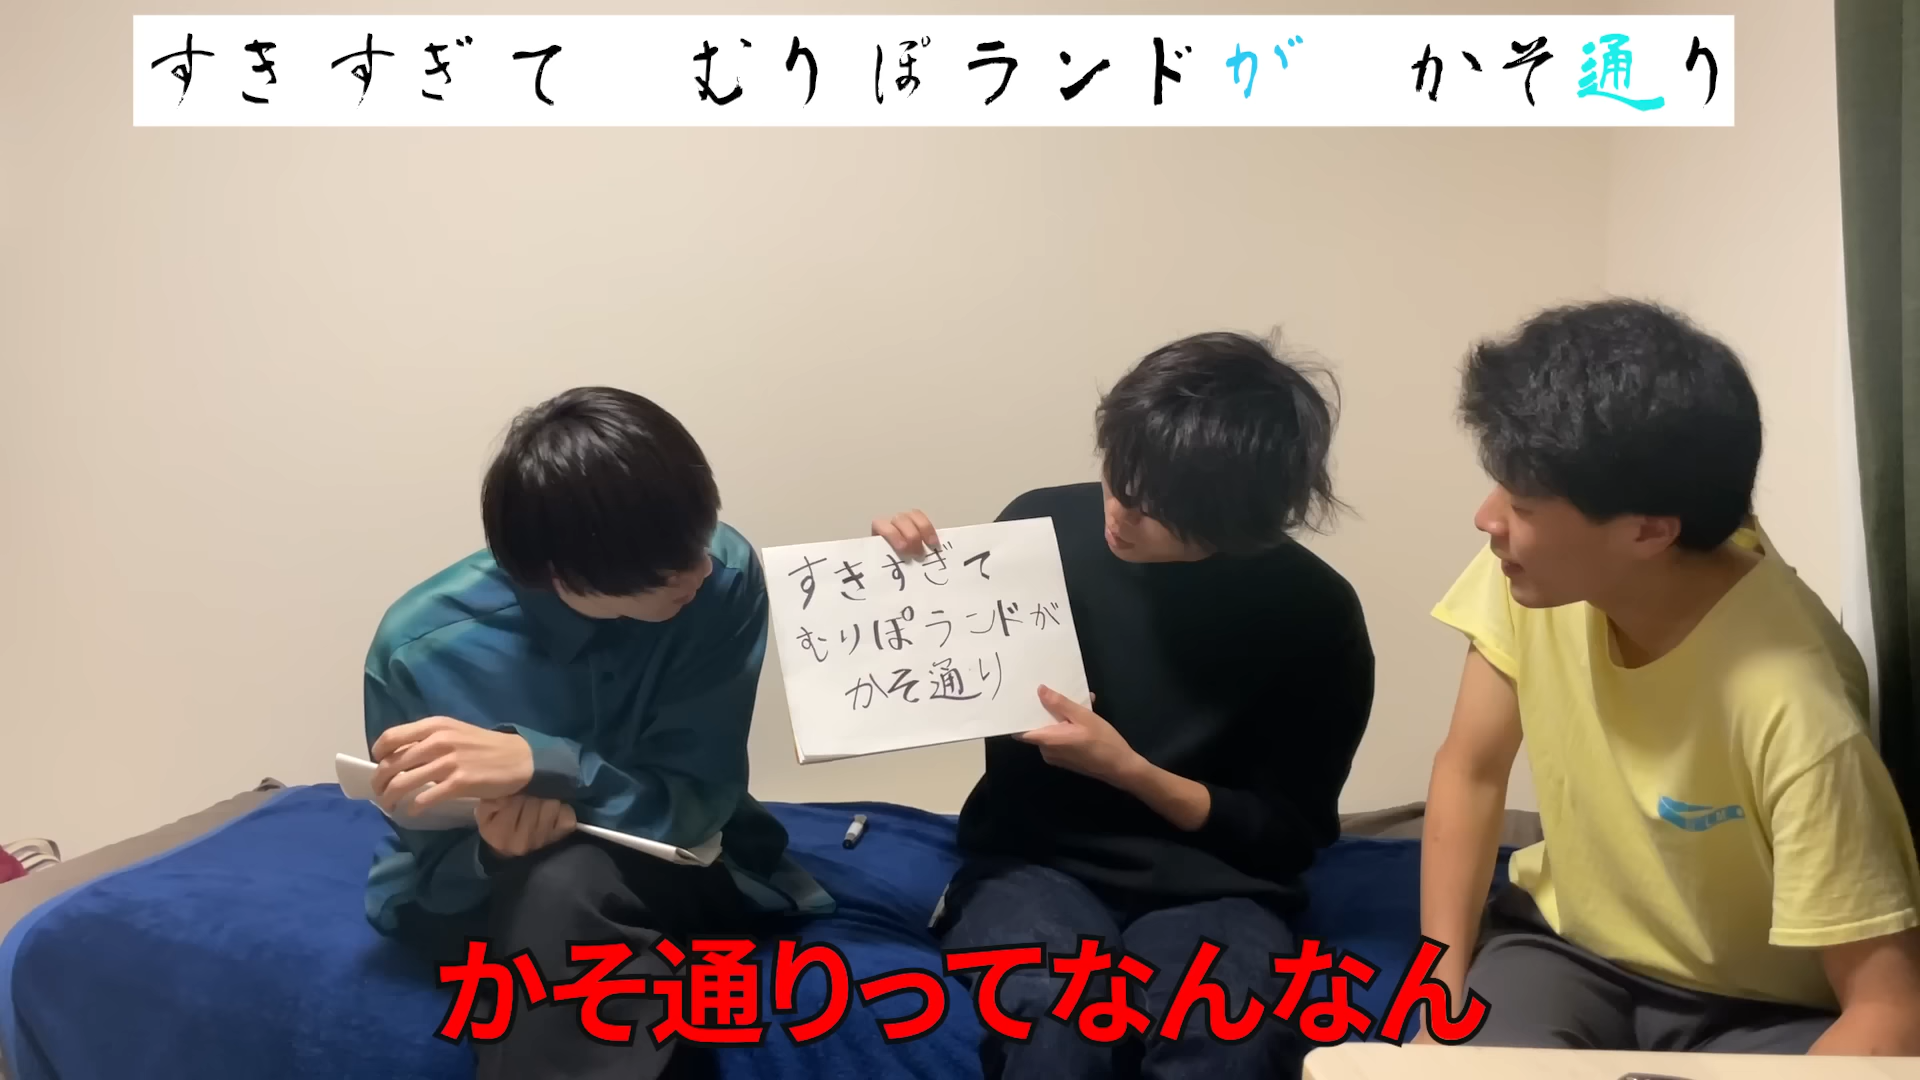 すきすぎて むりぽランドが かそ通り
すきすぎて
むりぽランドが
かそ通り
かそ通りってなんなん